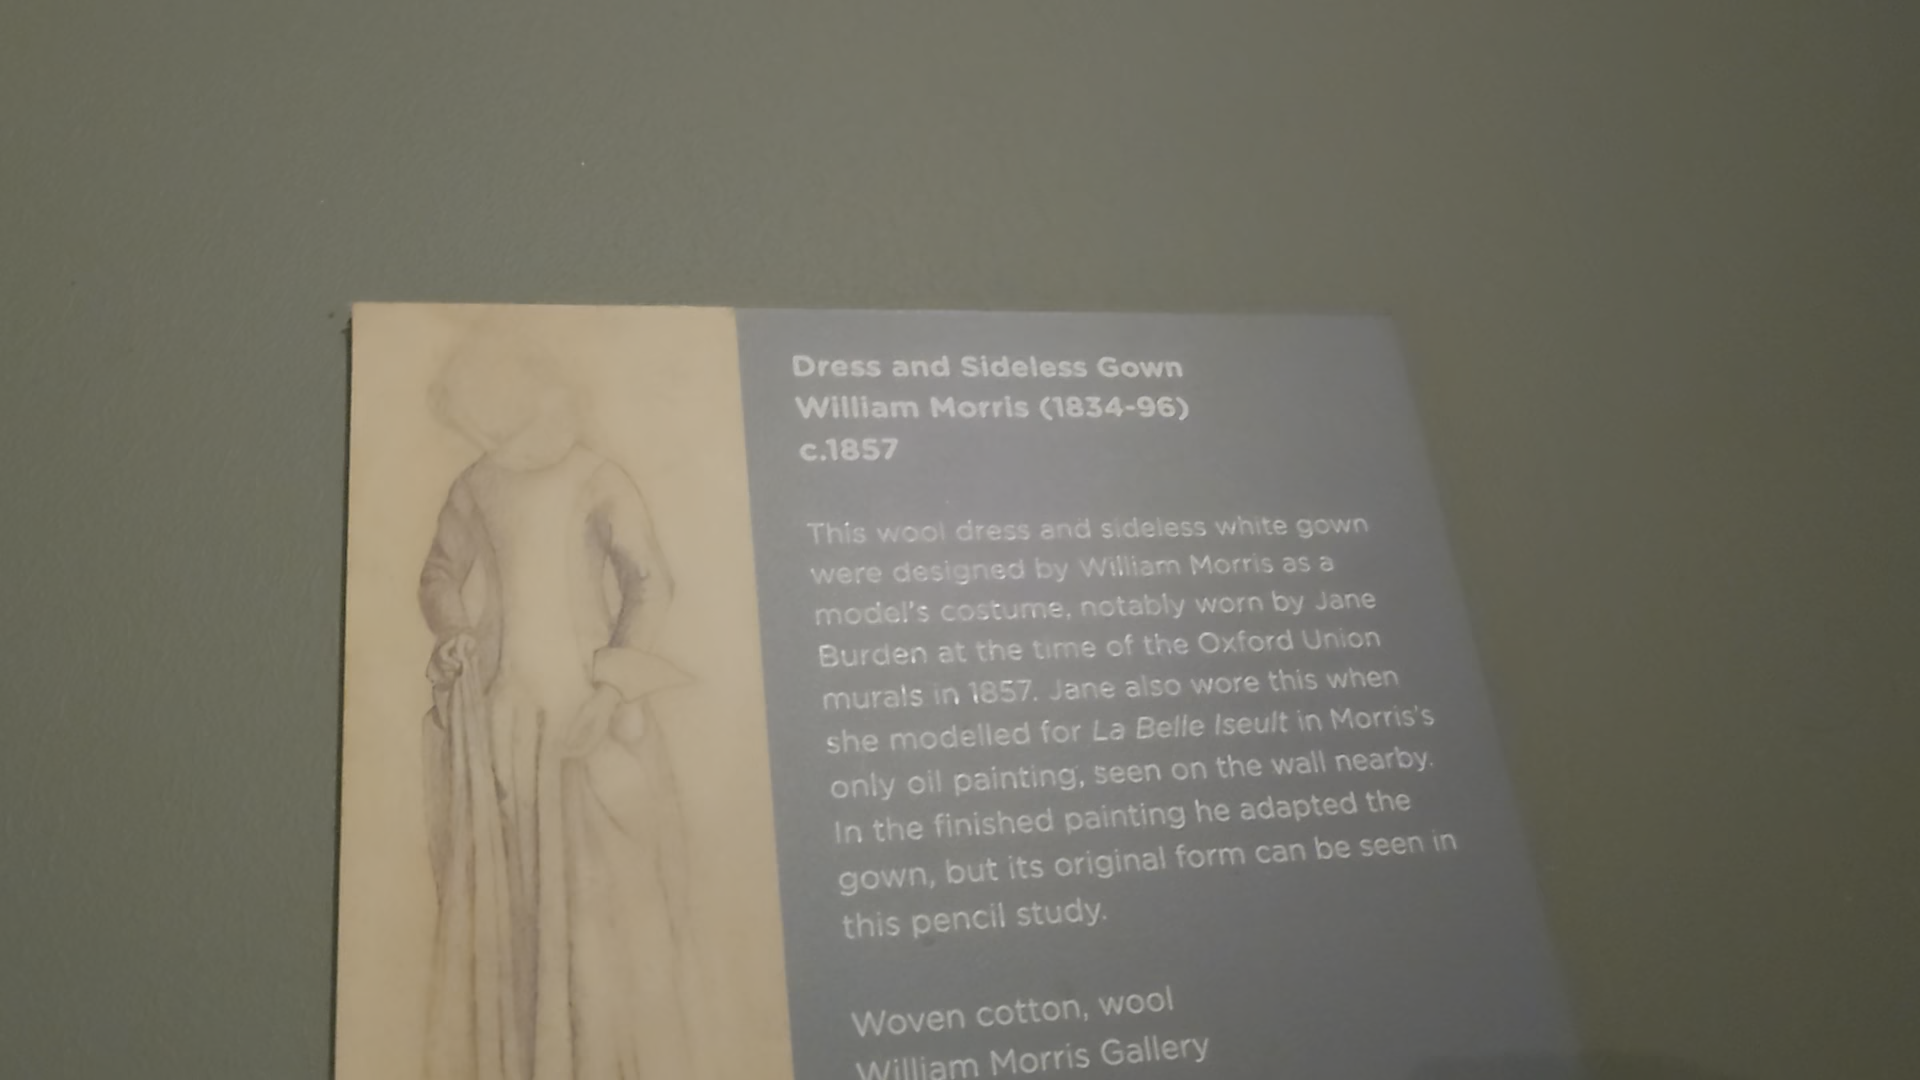 Dress and Sideless Gown
William Morris (1834-96)
c.1857
This wool dress and sideless white gown
were designed by William Morris as a
model's costume, notably worn by Jane
Burden at the time of the Oxford Union
murals in 1857. Jane also wore this when
she modelled for La Belle Iseult in Morris's
only oil painting, seen on the wall nearby.
In the finished painting he adapted the
gown, but its original form can be seen in
this pencil study.
Woven cotton, wool
William Morris Gallery